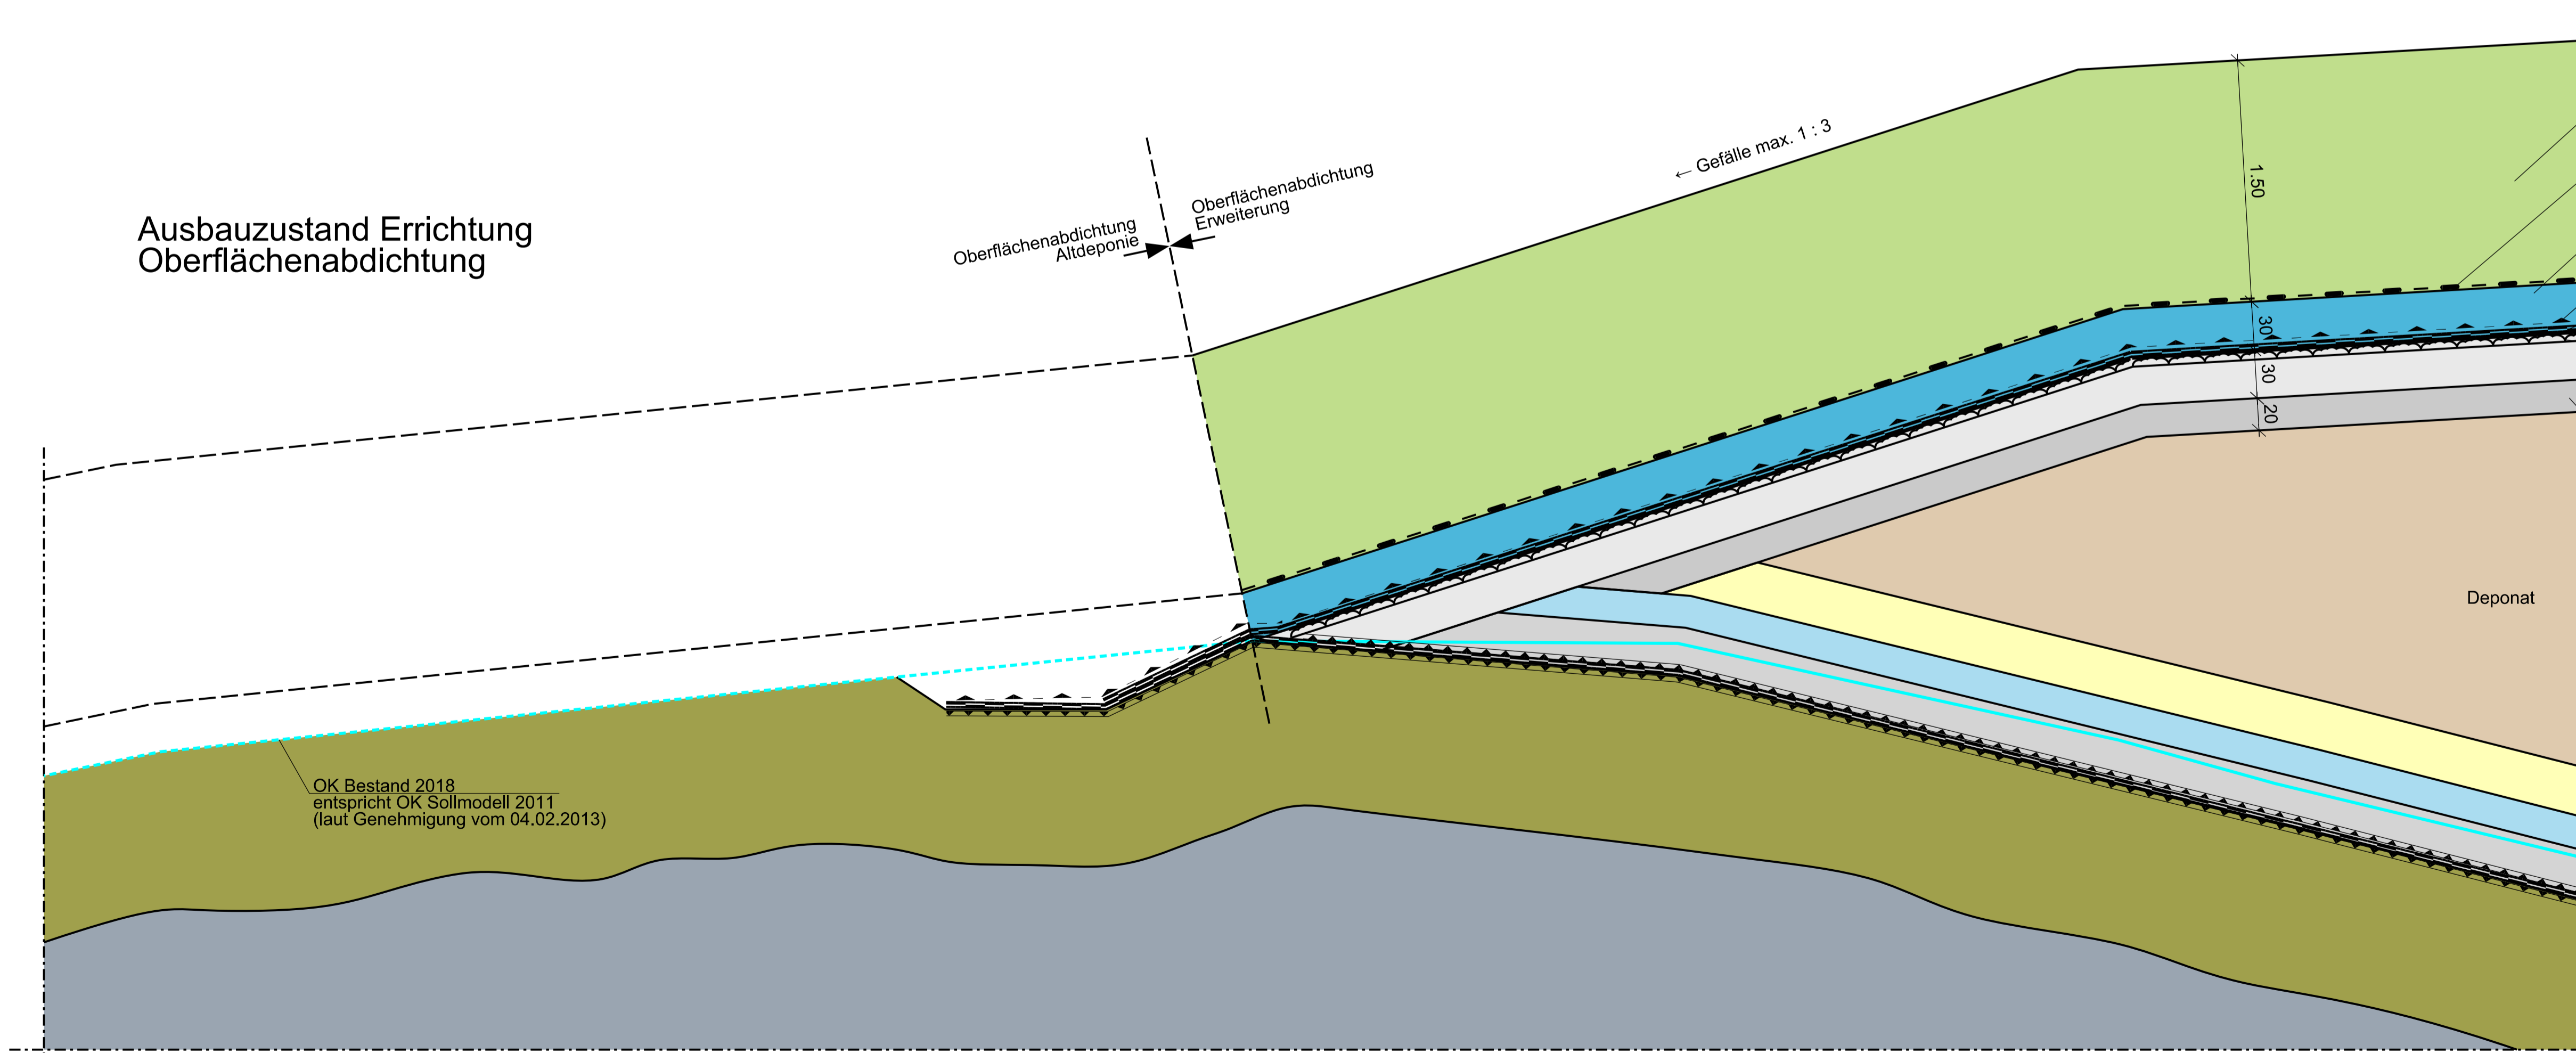 Ausbauzustand Errichtung
Oberflächenabdichtung
Oberflächenabdichtung
Altdeponie
Oberflächenabdichtung
Erweiterung
← Gefälle max. 1 : 3
1.50
30
30
20
Deponat
OK Bestand 2018
entspricht OK Sollmodell 2011
(laut Genehmigung vom 04.02.2013)